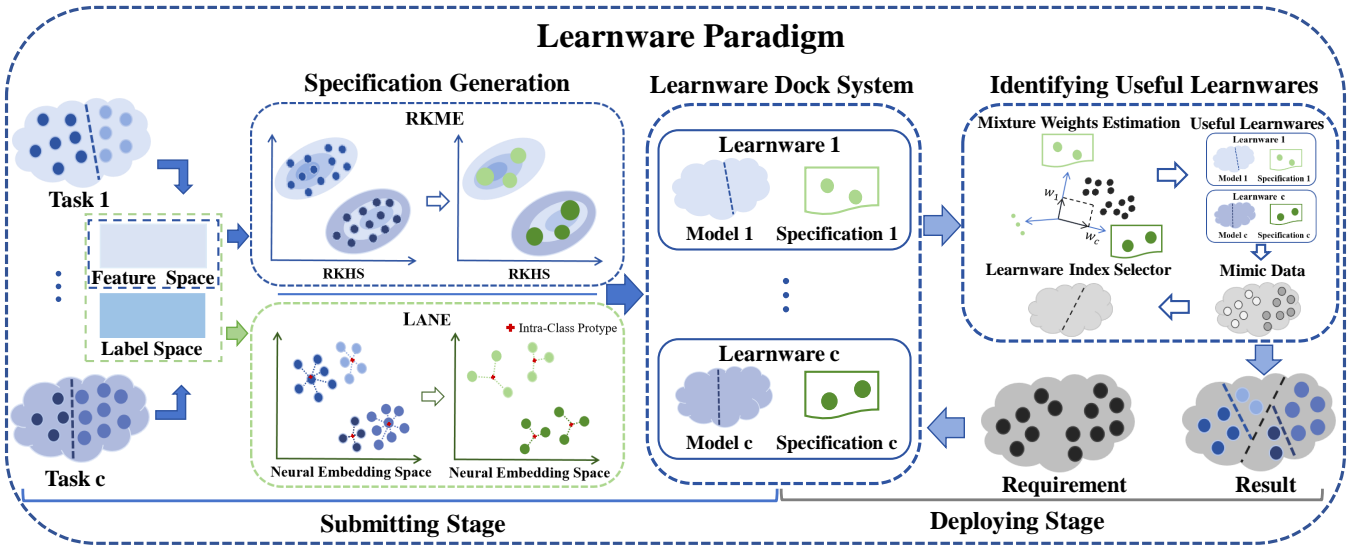 Learnware Paradigm
Specification Generation
Learnware Dock System
Identifying Useful Learnwares
Task 1
Feature Space
Label Space
Task c
RKME
RKHS
RKHS
LANE
Intra-Class Protype
Neural Embedding Space
Neural Embedding Space
Learnware 1
Model 1
Specification 1
Learnware c
Model c
Specification c
Mixture Weights Estimation
w1
wc
Useful Learnwares
Learnware 1
Model 1
Specification 1
Learnware c
Model c
Specification c
Learnware Index Selector
Mimic Data
Requirement
Result
Submitting Stage
Deploying Stage